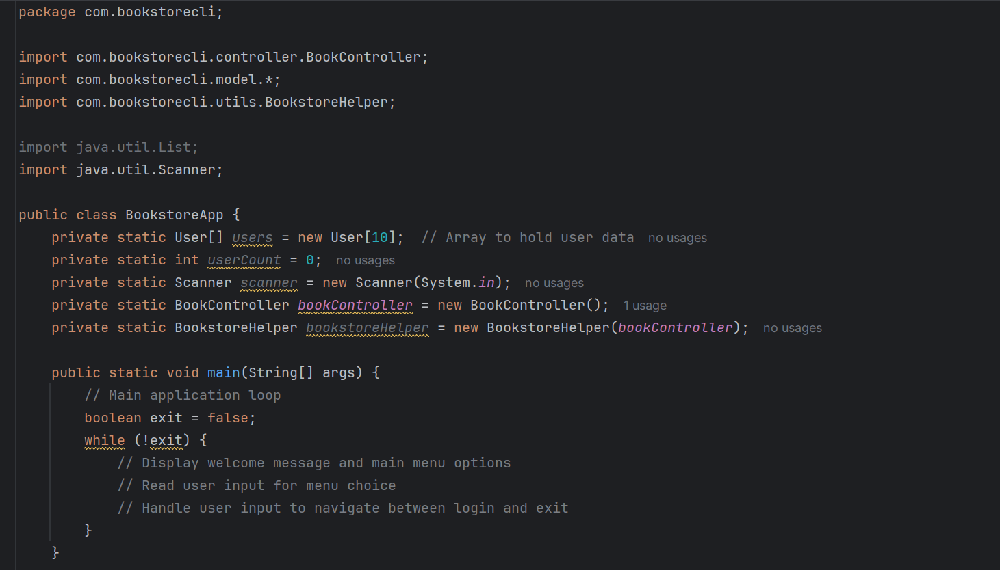 package com.bookstorecli;
import com.bookstorecli.controller.BookController;
import com.bookstorecli.model.*;
import com.bookstorecli.utils.BookstoreHelper;
import java.util.List;
import java.util.Scanner;
public class BookstoreApp {
    private static User[] users = new User[10];  // Array to hold user data  no usages
    private static int userCount = 0;  no usages
    private static Scanner scanner = new Scanner(System.in);  no usages
    private static BookController bookController = new BookController();  1 usage
    private static BookstoreHelper bookstoreHelper = new BookstoreHelper(bookController);  no usages
    public static void main(String[] args) {
        // Main application loop
        boolean exit = false;
        while (!exit) {
            // Display welcome message and main menu options
            // Read user input for menu choice
            // Handle user input to navigate between login and exit
        }
    }